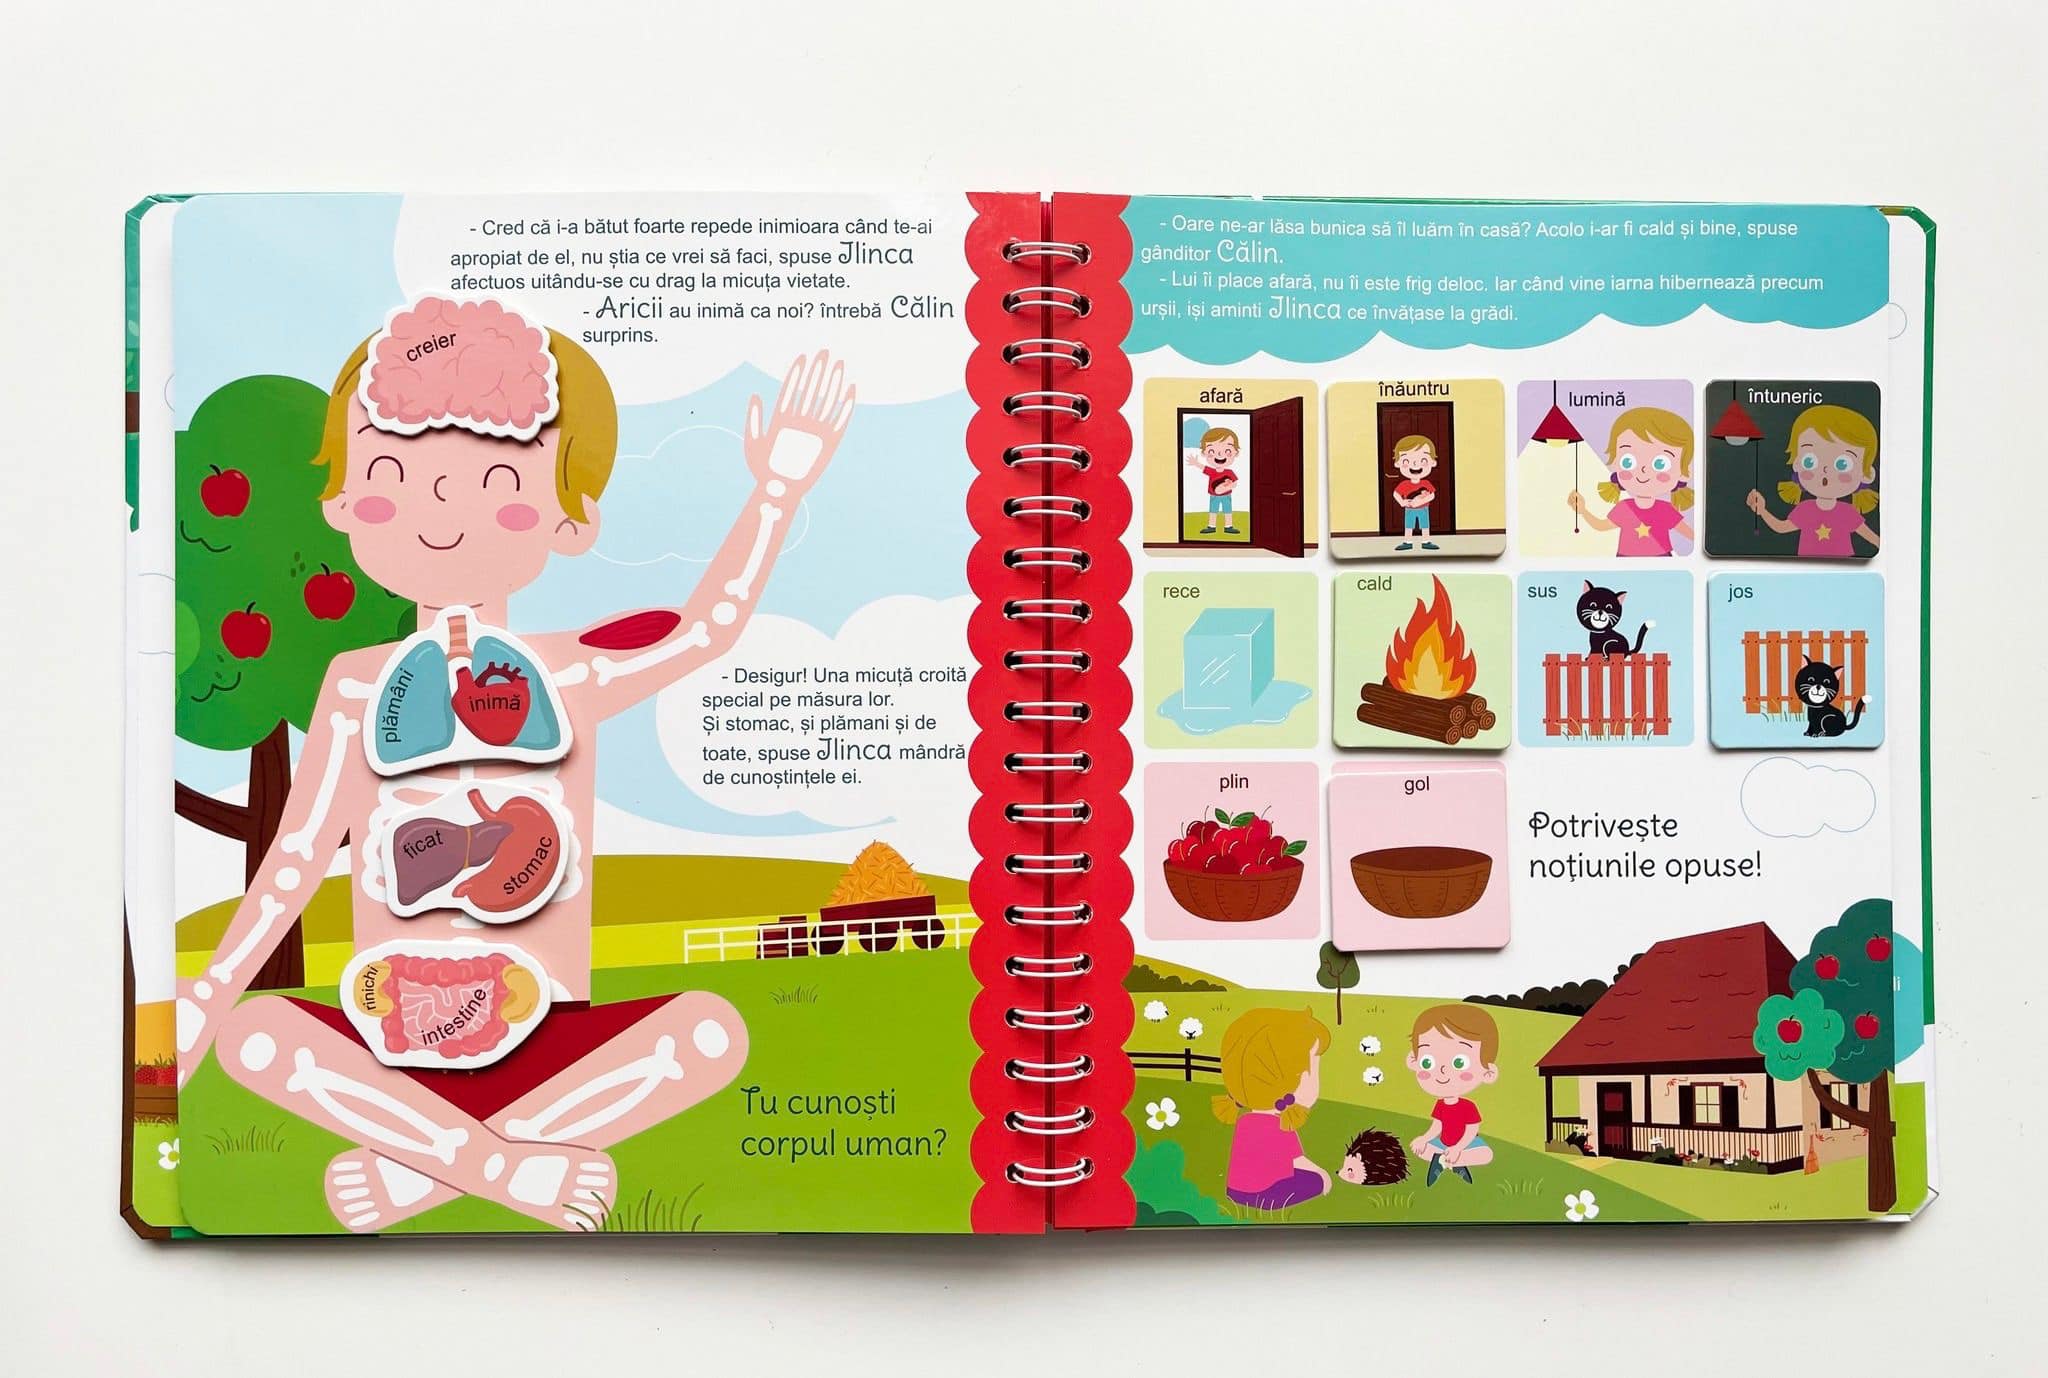 - Cred că i-a bătut foarte repede inimioara când te-ai
apropiat de el, nu știa ce vrei să faci, spuse Ilinca
afectuos uitându-se cu drag la micuța vietate.
- Aricii au inimă ca noi? întrebă Călin
surprins.
creier
plămâni
inimă
ficat
stomac
rinichi
intestine
- Desigur! Una micuță croită
special pe măsura lor.
Și stomac, și plămani și de
toate, spuse Ilinca mândră
de cunoștințele ei.
Tu cunoști
corpul uman?
- Oare ne-ar lăsa bunica să îl luăm în casă? Acolo i-ar fi cald și bine, spuse
gânditor Călin.
- Lui îi place afară, nu îi este frig deloc. Iar când vine iarna hibernează precum
urșii, iși aminti Ilinca ce învățase la grădi.
afară
înăuntru
lumină
întuneric
rece
cald
sus
jos
plin
gol
Potrivește
noțiunile opuse!